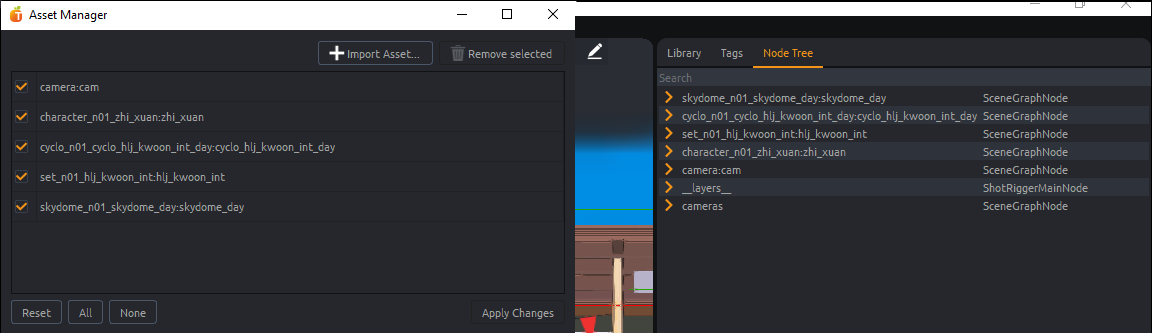 Asset Manager
Import Asset...
Remove selected
camera:cam
character_n01_zhi_xuan:zhi_xuan
cyclo_n01_cyclo_hlj_kwoon_int_day:cyclo_hlj_kwoon_int_day
set_n01_hlj_kwoon_int:hlj_kwoon_int
skydome_n01_skydome_day:skydome_day
Reset
All
None
Apply Changes
Library Tags Node Tree
Search
skydome_n01_skydome_day:skydome_day SceneGraphNode
cyclo_n01_cyclo_hlj_kwoon_int_day:cyclo_hlj_kwoon_int_day SceneGraphNode
set_n01_hlj_kwoon_int:hlj_kwoon_int SceneGraphNode
character_n01_zhi_xuan:zhi_xuan SceneGraphNode
camera:cam SceneGraphNode
__layers__ ShotRiggerMainNode
cameras SceneGraphNode